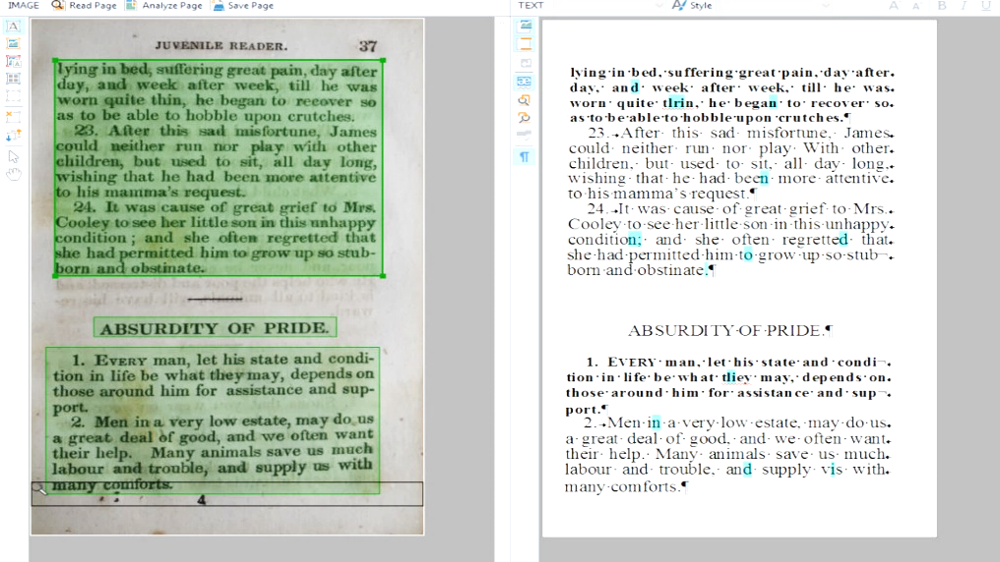 IMAGE Read Page Analyze Page Save Page
JUVENILE READER. 37
lying in bed, suffering great pain, day after
day, and week after week, till he was
worn quite thin, he began to recover so
as to be able to hobble upon crutches.
23. After this sad misfortune, James
could neither run nor play with other
children, but used to sit, all day long,
wishing that he had been more attentive
to his mamma's request.
24. It was cause of great grief to Mrs.
Cooley to see her little son in this unhappy
condition; and she often regretted that
she had permitted him to grow up so stub-
born and obstinate.
ABSURDITY OF PRIDE.
1. EVERY man, let his state and condi-
tion in life be what they may, depends on
those around him for assistance and sup-
port.
2. Men in a very low estate, may do us
a great deal of good, and we often want
their help. Many animals save us much
labour and trouble, and supply us with
many comforts.
4
TEXT Style A A B I U
lying in bed, suffering great pain, day after
day, and week after week, till he was
worn quite tlrin, he began to recover so
as to be able to hobble upon crutches.¶
23. After this sad misfortune, James
could neither run nor play With other
children, but used to sit, all day long,
wishing that he had been more attentive
to his mamma's request.¶
24. It was cause of great grief to Mrs.
Cooley to see her little son in this unhappy
condition; and she often regretted that
she had permitted him to grow up so stub¬
born and obstinate.¶
ABSURDITY OF PRIDE.¶
1. EVERY man, let his state and condi¬
tion in life be what tliey may, depends on
those around him for assistance and sup¬
port.¶
2. Men in a very low estate, may do us
a great deal of good, and we often want
their help. Many animals save us much
labour and trouble, and supply vis with
many comforts.¶